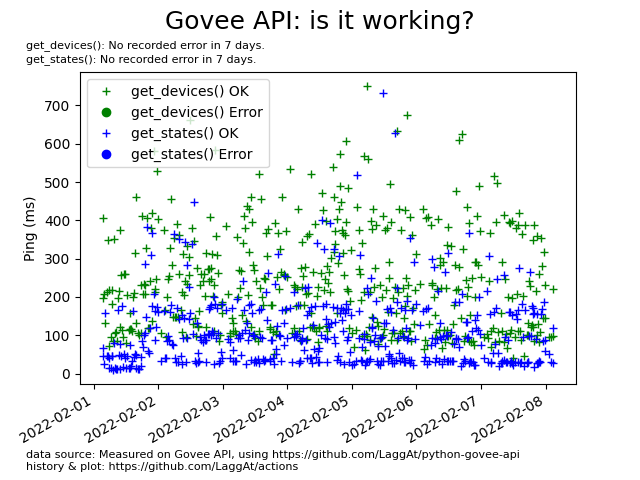 Govee API: is it working?
get_devices(): No recorded error in 7 days.
get_states(): No recorded error in 7 days.
get_devices() OK
get_devices() Error
get_states() OK
get_states() Error
Ping (ms)
700
600
500
400
300
200
100
0
2022-02-01
2022-02-02
2022-02-03
2022-02-04
2022-02-05
2022-02-06
2022-02-07
2022-02-08
data source: Measured on Govee API, using https://github.com/LaggAt/python-govee-api
history & plot: https://github.com/LaggAt/actions